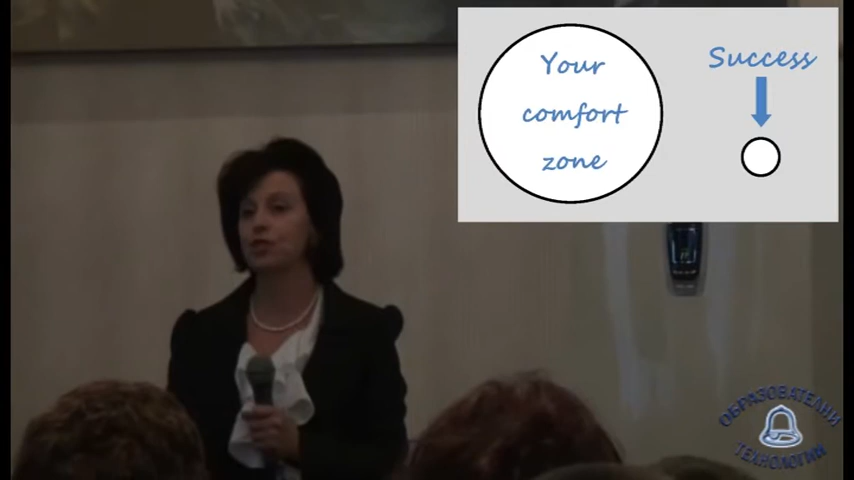 Your
comfort
zone
Success
ОБРАЗОВАТЕЛНИ
ТЕХНОЛОГИИ